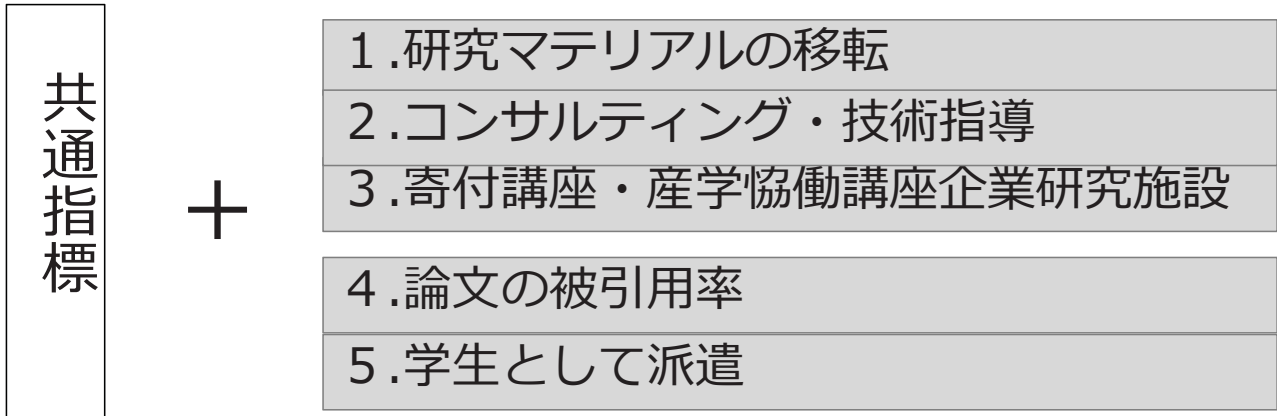 共通指標
＋
１.研究マテリアルの移転
２.コンサルティング・技術指導
３.寄付講座・産学恊働講座企業研究施設
４.論文の被引用率
５.学生として派遣